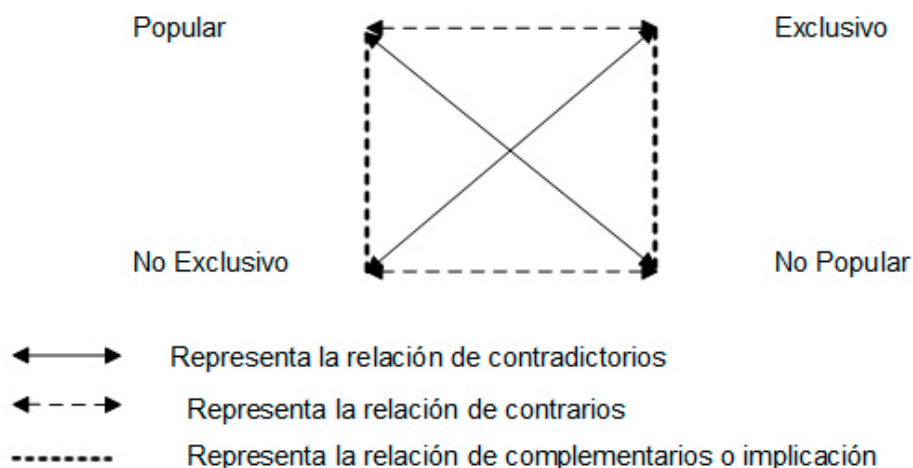 Popular
Exclusivo
No Exclusivo
No Popular
Representa la relación de contradictorios
Representa la relación de contrarios
Representa la relación de complementarios o implicación